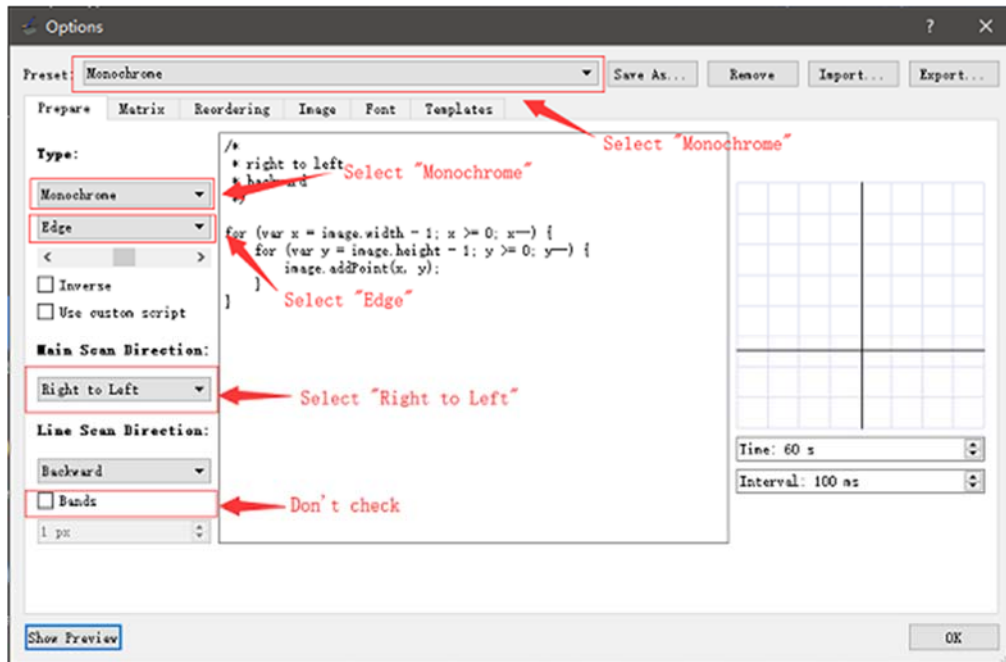 Options
Preset: Monochrome Save As... Remove Import... Export...
Prepare Matrix Reordering Image Font Templates
Select "Monochrome"
Type:
Monochrome
Select "Monochrome"
Edge
Select "Edge"
< >
Inverse
Use custom script
Main Scan Direction:
Right to Left
Select "Right to Left"
Line Scan Direction:
Backward
Bands
Don't check
1 px
/*
* right to left
* backward
*/
for (var x = image.width - 1; x >= 0; x--) {
for (var y = image.height - 1; y >= 0; y--) {
image.addPoint(x, y);
}
}
Time: 60 s
Interval: 100 ms
Show Preview
OK